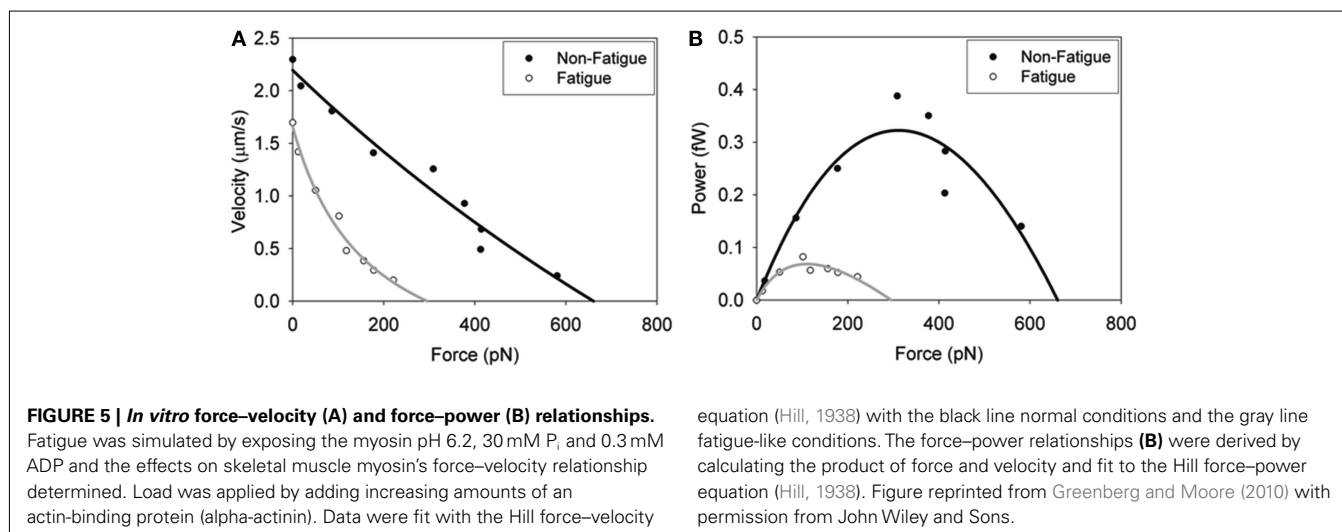 A
2.5
2.0
1.5
1.0
0.5
0.0
Velocity (μm/s)
Non-Fatigue
Fatigue
0 200 400 600 800
Force (pN)
B
0.5
0.4
0.3
0.2
0.1
0.0
Power (fW)
Non-Fatigue
Fatigue
0 200 400 600 800
Force (pN)
FIGURE 5 | In vitro force–velocity (A) and force–power (B) relationships.
Fatigue was simulated by exposing the myosin pH 6.2, 30 mM Pi and 0.3 mM
ADP and the effects on skeletal muscle myosin's force–velocity relationship
determined. Load was applied by adding increasing amounts of an
actin-binding protein (alpha-actinin). Data were fit with the Hill force–velocity
equation (Hill, 1938) with the black line normal conditions and the gray line
fatigue-like conditions. The force–power relationships (B) were derived by
calculating the product of force and velocity and fit to the Hill force–power
equation (Hill, 1938). Figure reprinted from Greenberg and Moore (2010) with
permission from John Wiley and Sons.